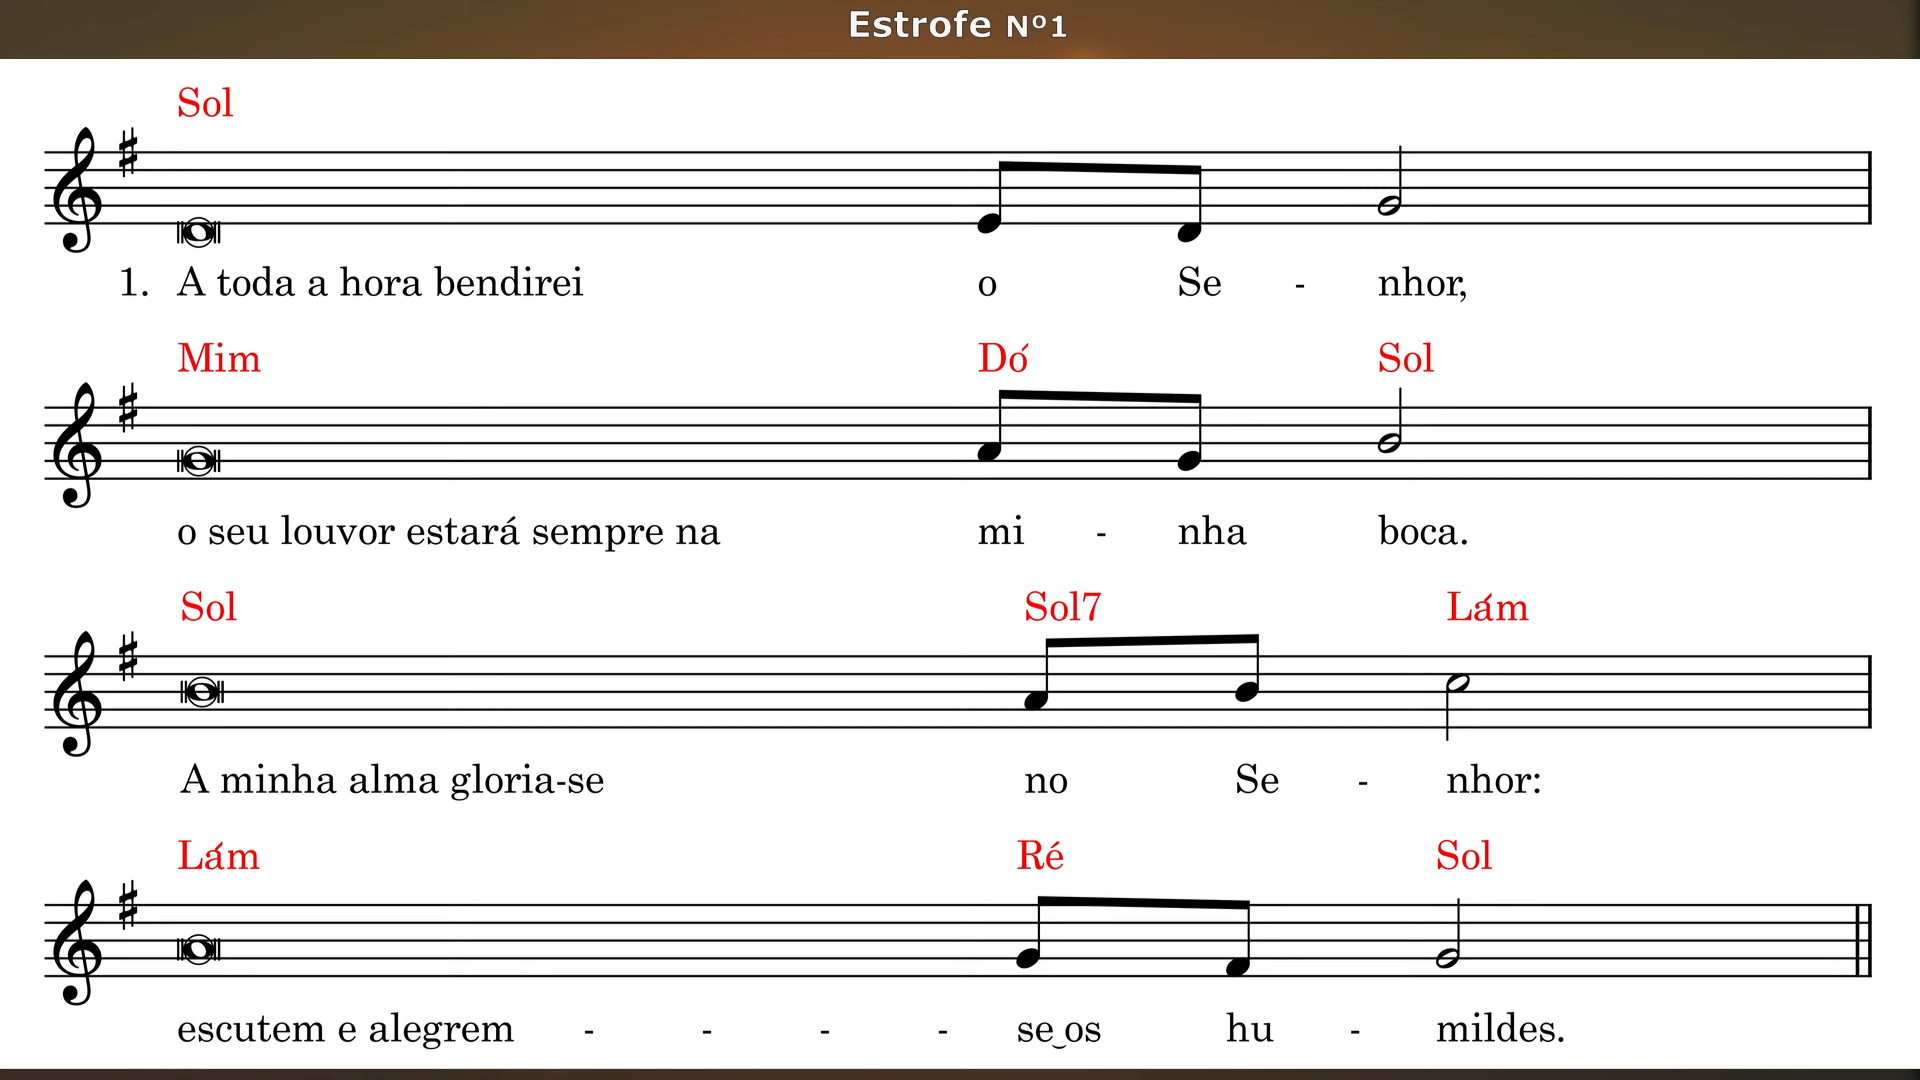 Estrofe Nº1
Sol
1. A toda a hora bendirei o Se - nhor,
Mim Dó Sol
o seu louvor estará sempre na mi - nha boca.
Sol Sol7 Lám
A minha alma gloria-se no Se - nhor:
Lám Ré Sol
escutem e alegrem - - - - se‿os hu - mildes.